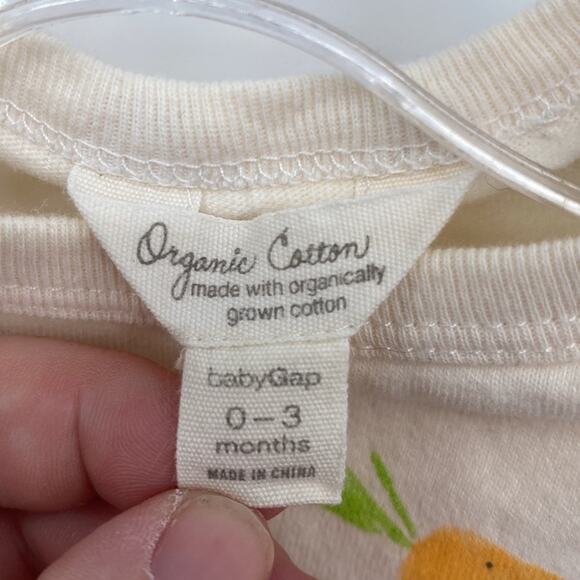 Organic Cotton
made with organically
grown cotton
babyGap
0 – 3
months
MADE IN CHINA